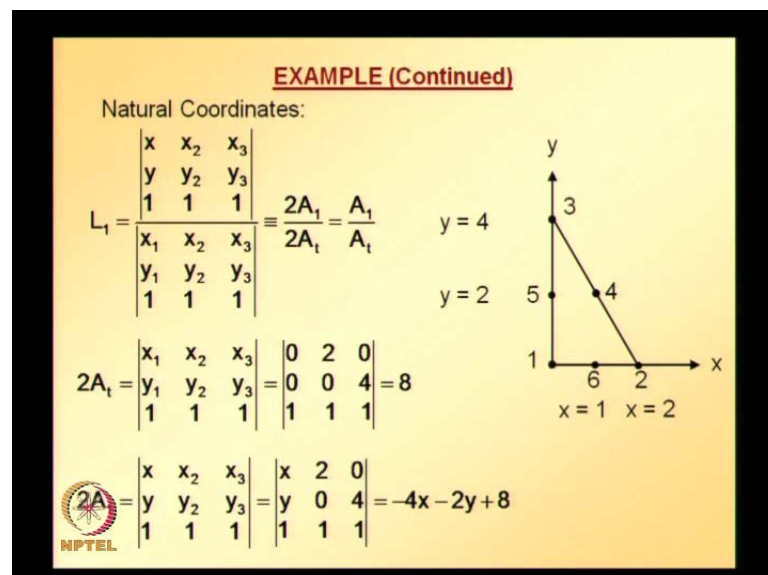 EXAMPLE (Continued)
Natural Coordinates:
L₁ = |x x₂ x₃; y y₂ y₃; 1 1 1| / |x₁ x₂ x₃; y₁ y₂ y₃; 1 1 1| ≡ 2A₁/2Aₜ = A₁/Aₜ
2Aₜ = |x₁ x₂ x₃; y₁ y₂ y₃; 1 1 1| = |0 2 0; 0 0 4; 1 1 1| = 8
= |x x₂ x₃; y y₂ y₃; 1 1 1| = |x 2 0; y 0 4; 1 1 1| = –4x – 2y + 8
y
3
y = 4
y = 2 5 4
1 x
6 2
x = 1 x = 2
NPTEL